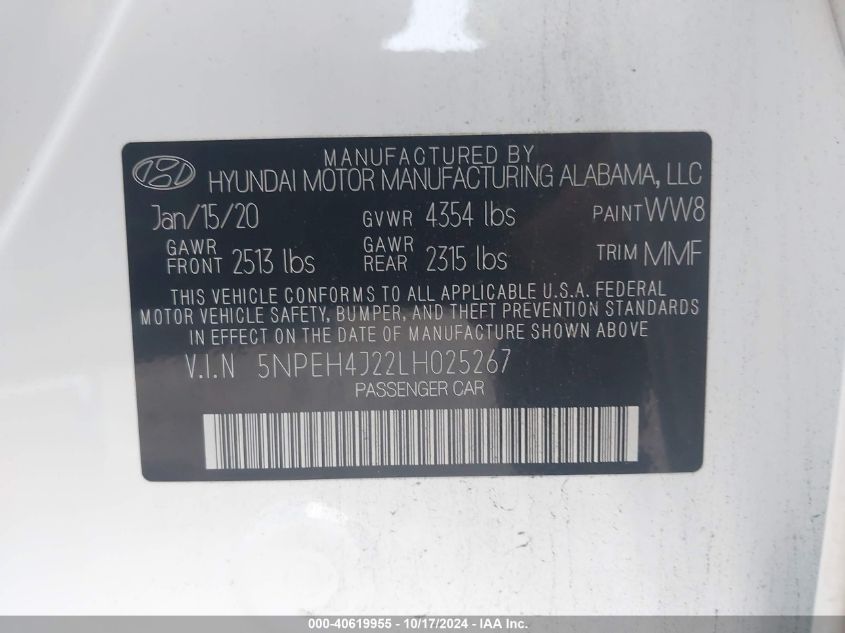 MANUFACTURED BY
HYUNDAI MOTOR MANUFACTURING ALABAMA, LLC
Jan/15/20 GVWR 4354 lbs PAINT WW8
GAWR FRONT 2513 lbs GAWR REAR 2315 lbs TRIM MMF
THIS VEHICLE CONFORMS TO ALL APPLICABLE U.S.A. FEDERAL
MOTOR VEHICLE SAFETY, BUMPER, AND THEFT PREVENTION STANDARDS
IN EFFECT ON THE DATE OF MANUFACTURE SHOWN ABOVE
V.I.N 5NPEH4J22LH025267
PASSENGER CAR
000-40619955 - 10/17/2024 - IAA Inc.